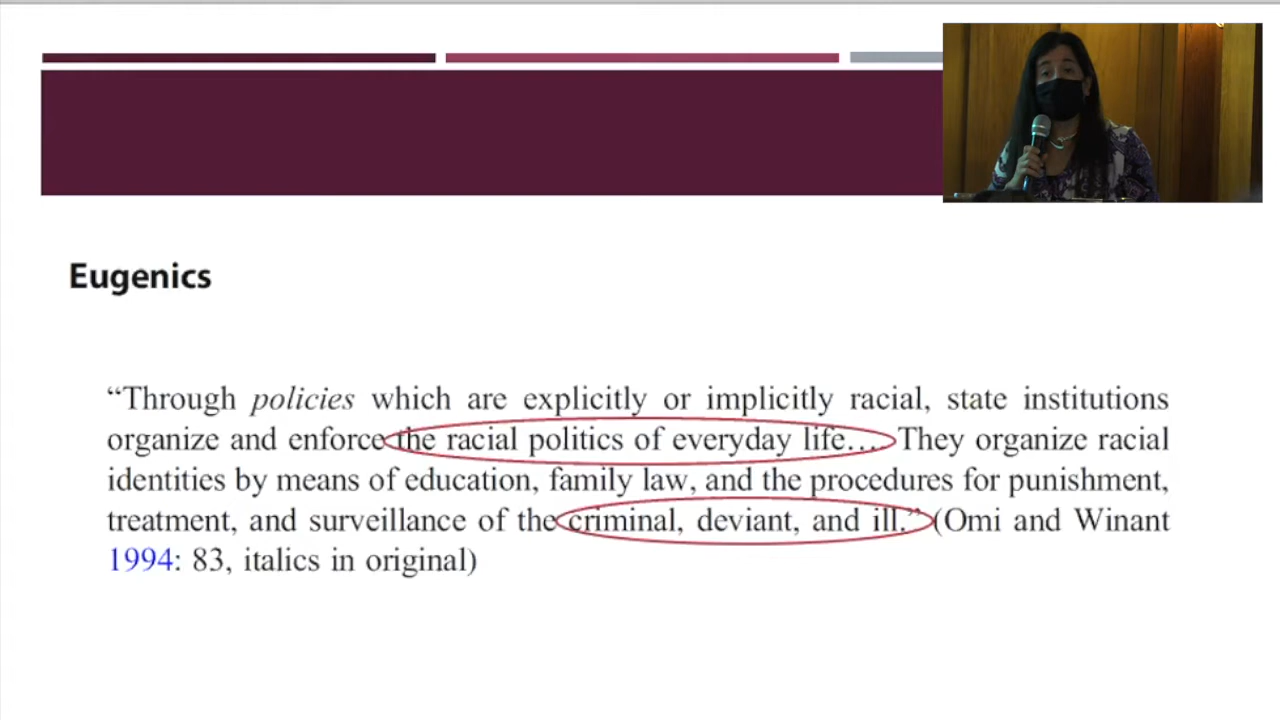 Eugenics
“Through policies which are explicitly or implicitly racial, state institutions
organize and enforce the racial politics of everyday life…. They organize racial
identities by means of education, family law, and the procedures for punishment,
treatment, and surveillance of the criminal, deviant, and ill.” (Omi and Winant
1994: 83, italics in original)